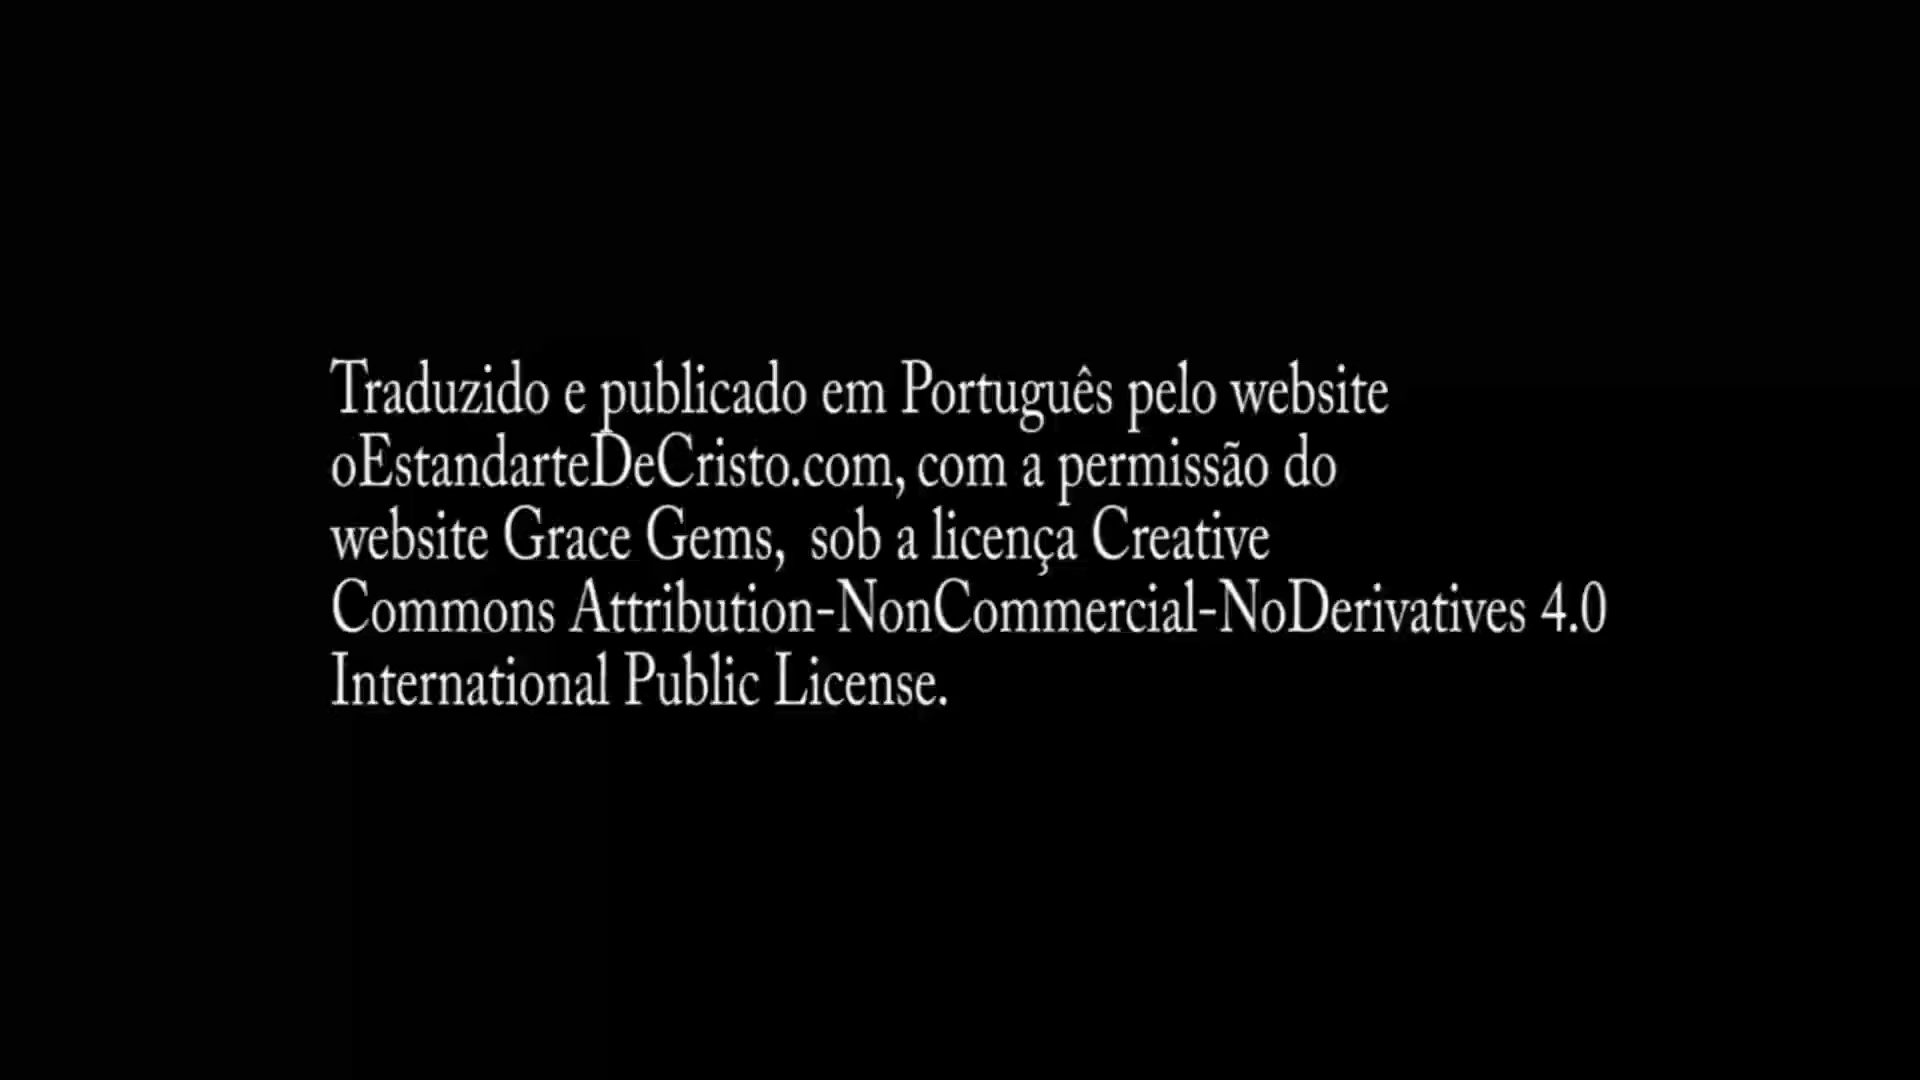 Traduzido e publicado em Português pelo website
oEstandarteDeCristo.com, com a permissão do
website Grace Gems,  sob a licença Creative
Commons Attribution-NonCommercial-NoDerivatives 4.0
International Public License.